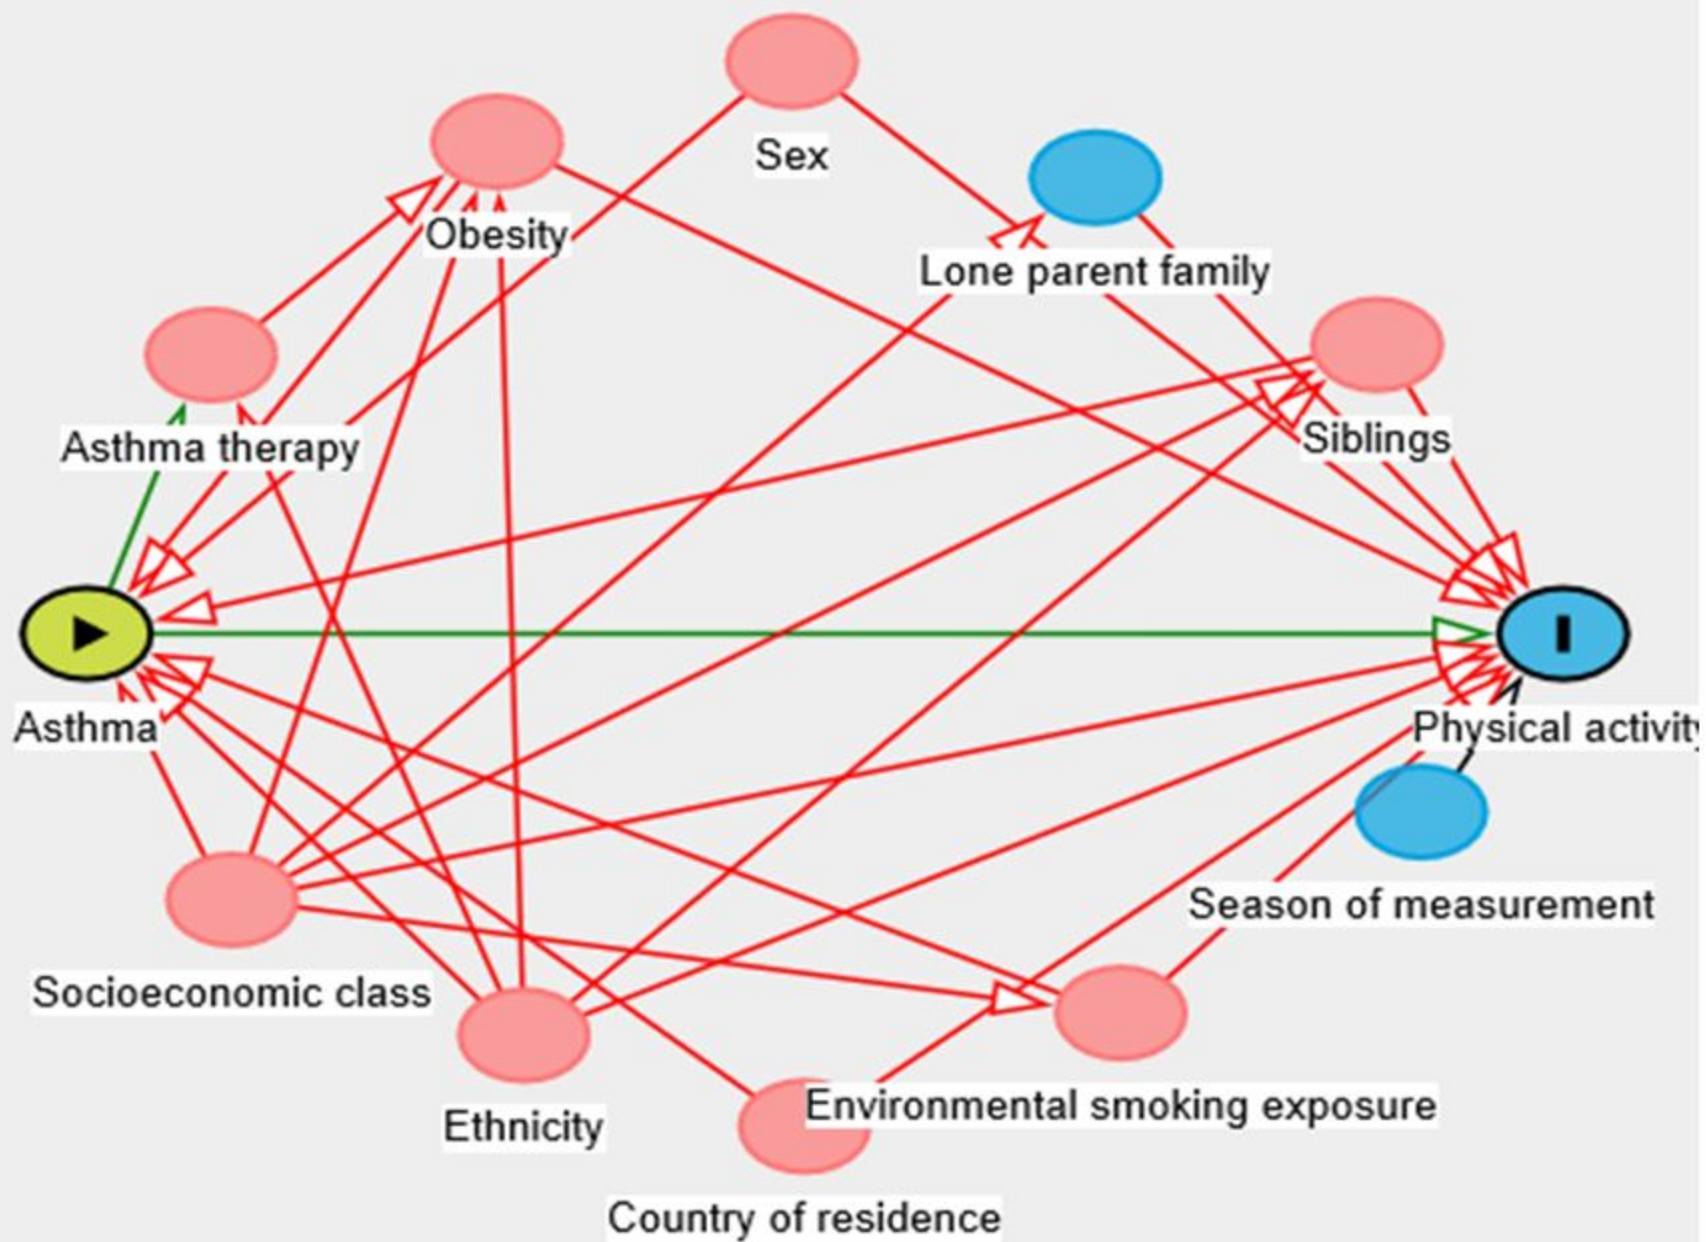 Sex
Obesity
Lone parent family
Siblings
Asthma therapy
Asthma
Physical activity
Season of measurement
Socioeconomic class
Environmental smoking exposure
Ethnicity
Country of residence